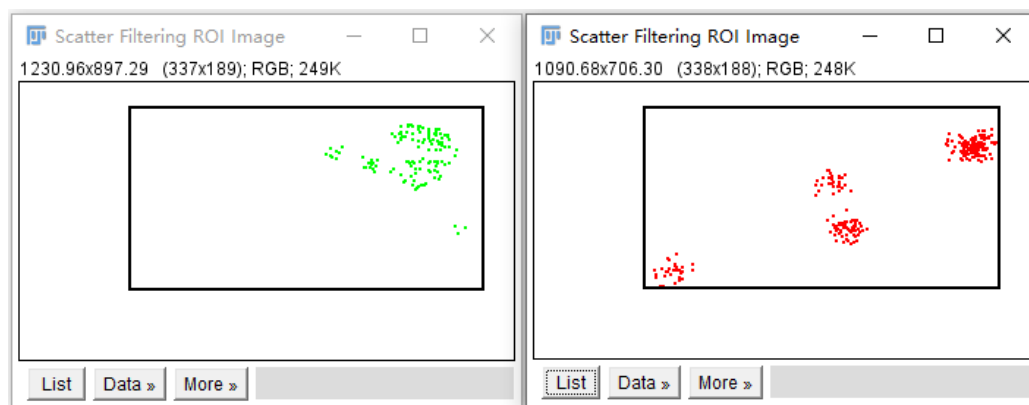 Scatter Filtering ROI Image
1230.96x897.29 (337x189); RGB; 249K
List Data » More »
Scatter Filtering ROI Image
1090.68x706.30 (338x188); RGB; 248K
List Data » More »